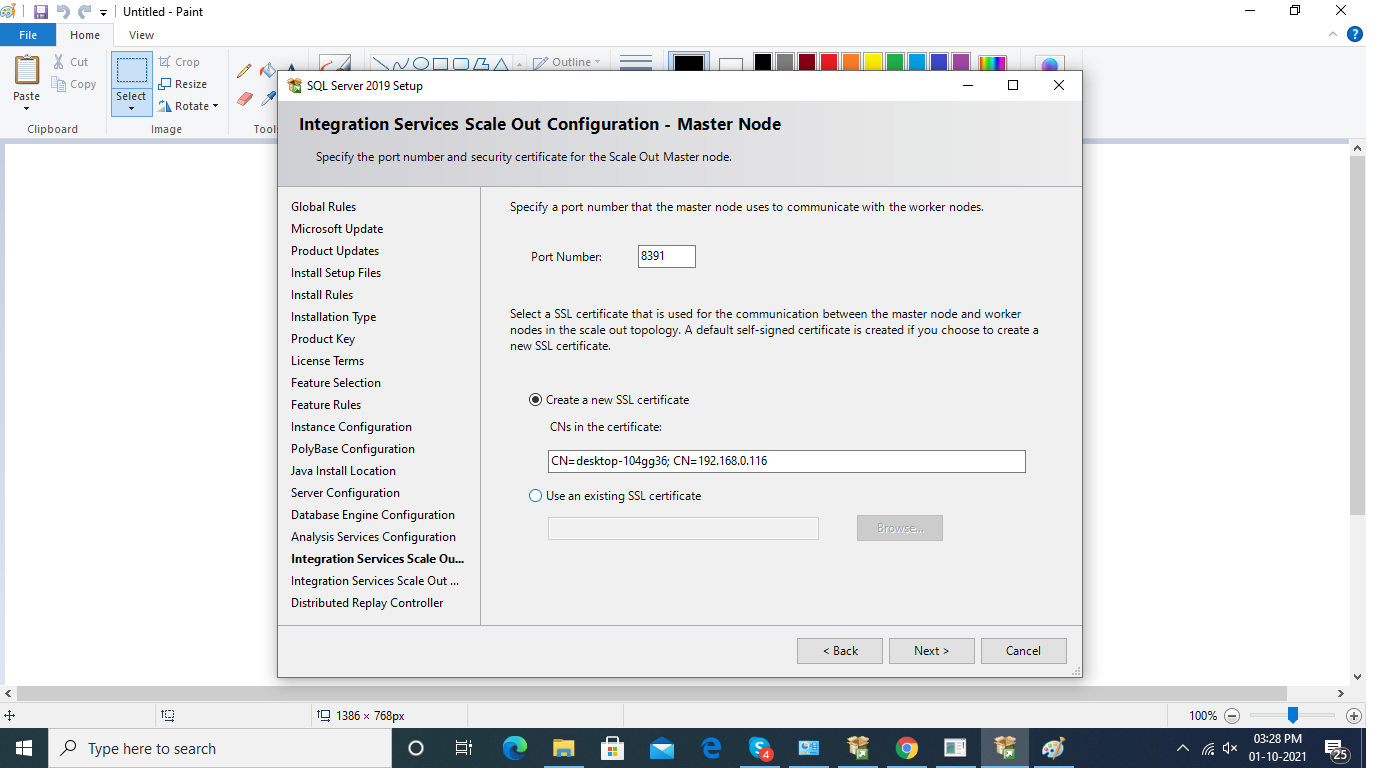 Untitled - Paint
File
Home
View
Paste
Cut
Copy
Clipboard
Select
Crop
Resize
Rotate
Image
Tools
Outline
SQL Server 2019 Setup
Integration Services Scale Out Configuration - Master Node
Specify the port number and security certificate for the Scale Out Master node.
Global Rules
Microsoft Update
Product Updates
Install Setup Files
Install Rules
Installation Type
Product Key
License Terms
Feature Selection
Feature Rules
Instance Configuration
PolyBase Configuration
Java Install Location
Server Configuration
Database Engine Configuration
Analysis Services Configuration
Integration Services Scale Ou...
Integration Services Scale Out ...
Distributed Replay Controller
Specify a port number that the master node uses to communicate with the worker nodes.
Port Number:
8391
Select a SSL certificate that is used for the communication between the master node and worker
nodes in the scale out topology. A default self-signed certificate is created if you choose to create a
new SSL certificate.
Create a new SSL certificate
CNs in the certificate:
CN=desktop-104gg36; CN=192.168.0.116
Use an existing SSL certificate
Browse...
< Back
Next >
Cancel
1386 × 768px
100%
Type here to search
4
03:28 PM
01-10-2021
25